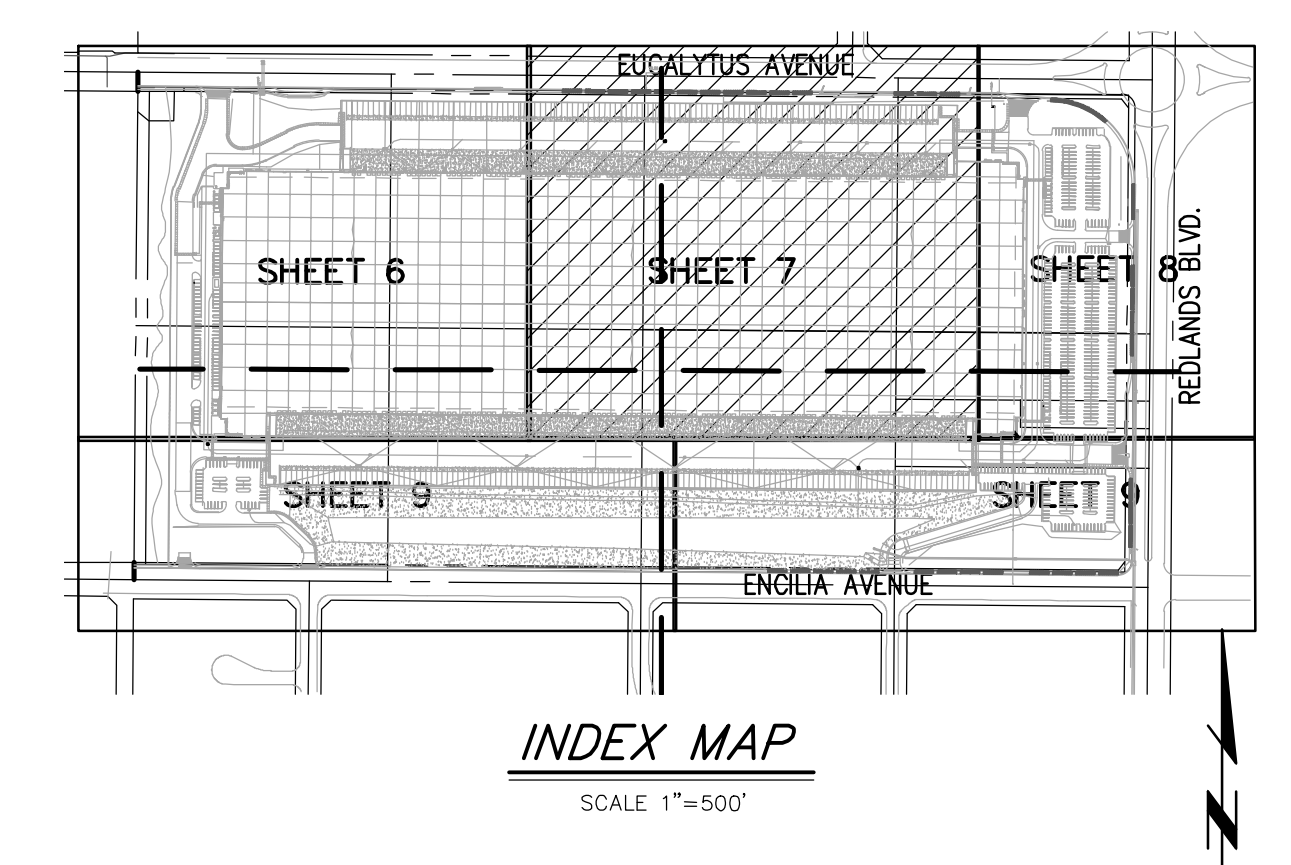 EUCALYTUS AVENUE
SHEET 6
SHEET 7
SHEET 8
REDLANDS BLVD.
SHEET 9
SHEET 9
ENCILIA AVENUE
INDEX MAP
SCALE 1"=500'
N